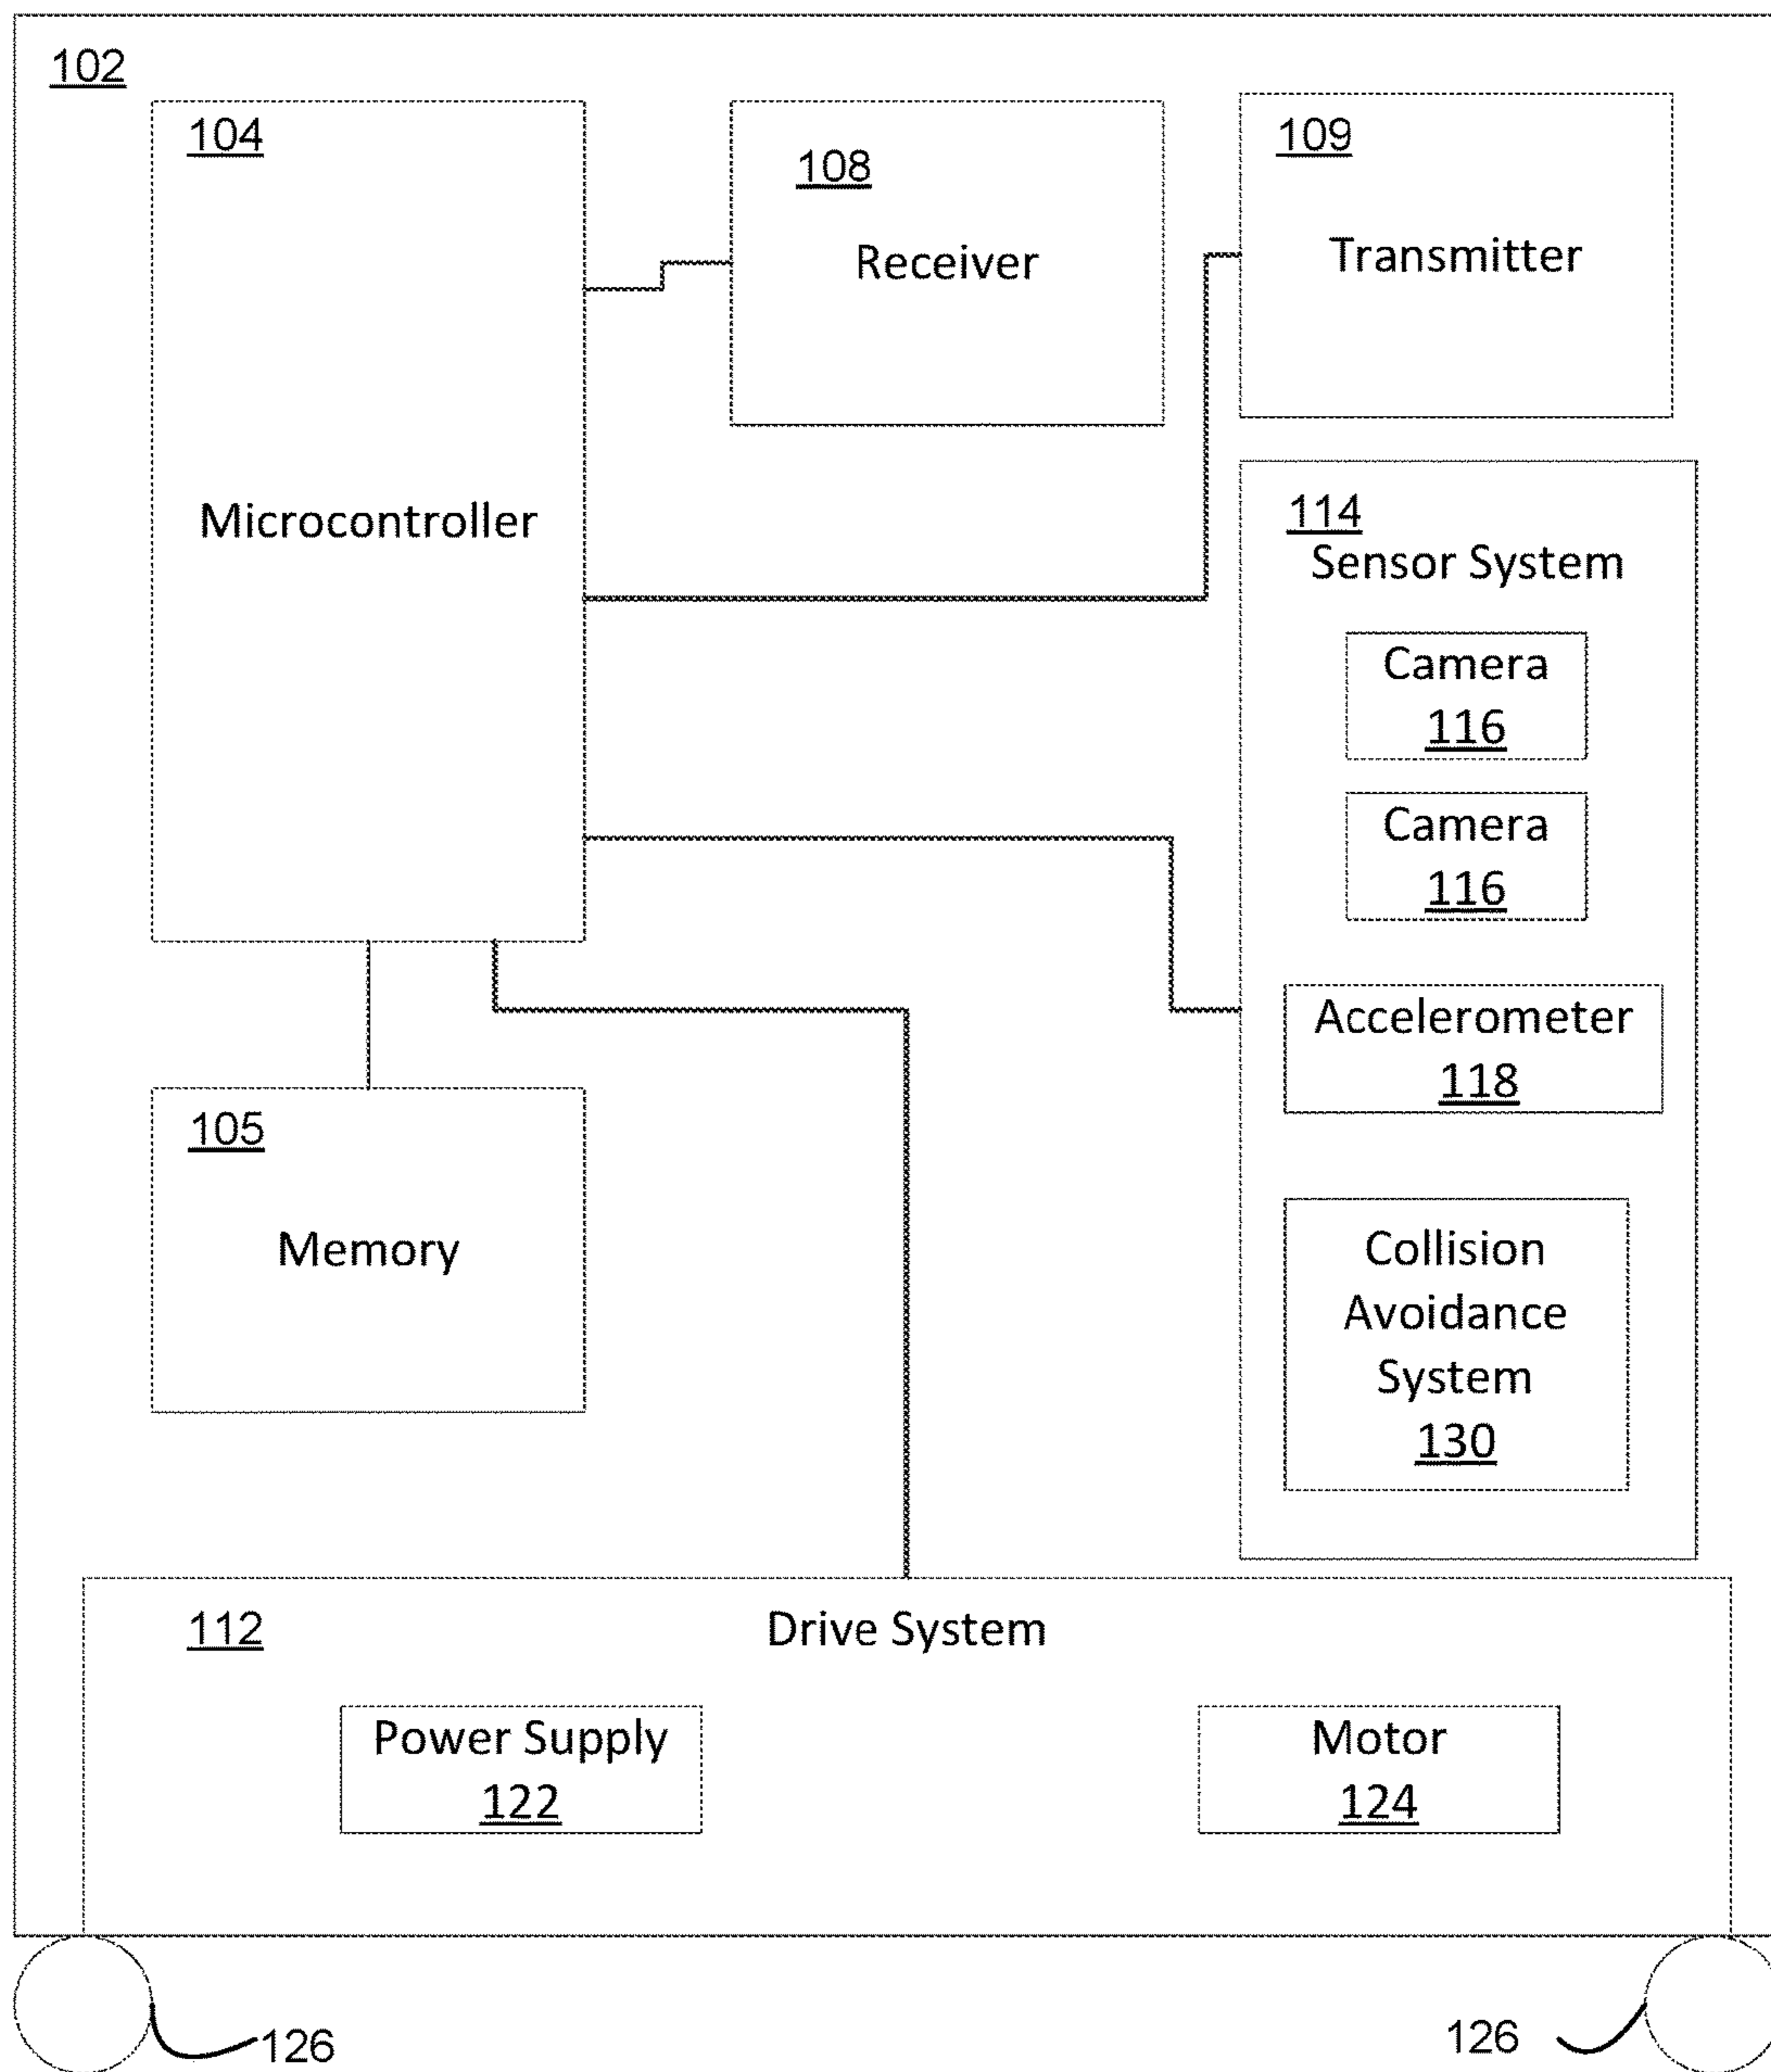 102
104
Microcontroller
108
Receiver
109
Transmitter
114
Sensor System
Camera
116
Camera
116
Accelerometer
118
Collision
Avoidance
System
130
105
Memory
112
Drive System
Power Supply
122
Motor
124
126
126